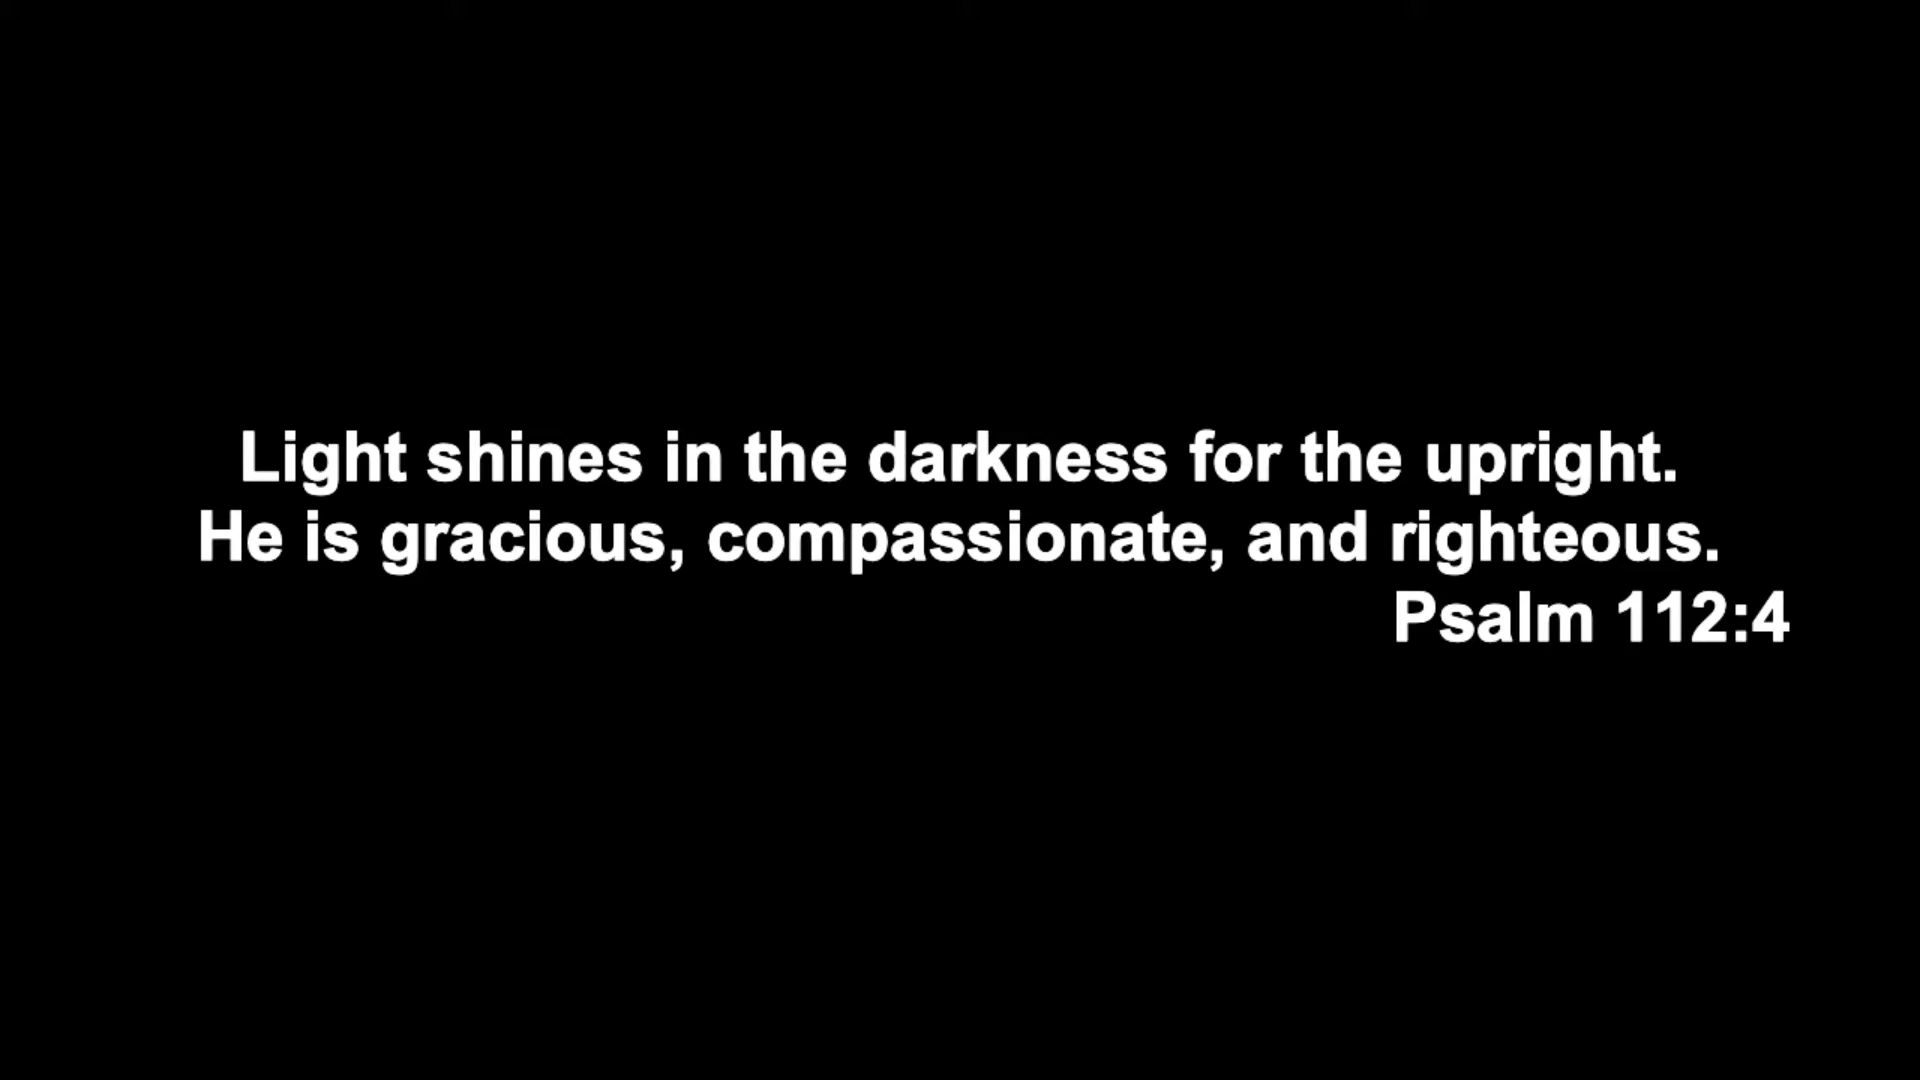 Light shines in the darkness for the upright.
He is gracious, compassionate, and righteous.
Psalm 112:4